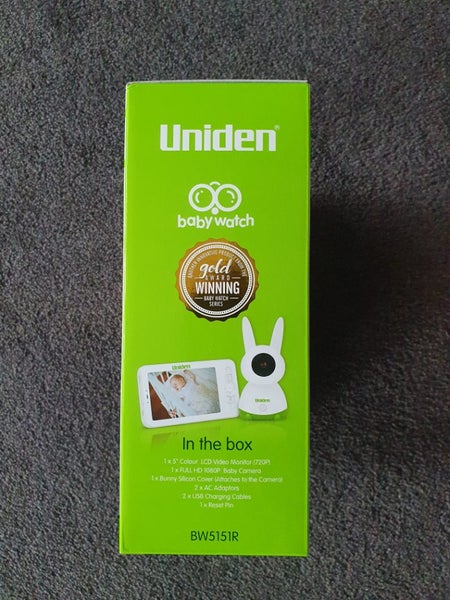 Uniden®
baby watch
gold
AWARD
WINNING
BABY WATCH
SERIES
Uniden
Uniden
In the box
1 x 5" Colour LCD Video Monitor (720P)
1 x FULL HD 1080P Baby Camera
1 x Bunny Silicon Cover (Attaches to the Camera)
2 x AC Adaptors
2 x USB Charging Cables
1 x Reset Pin
BW5151R